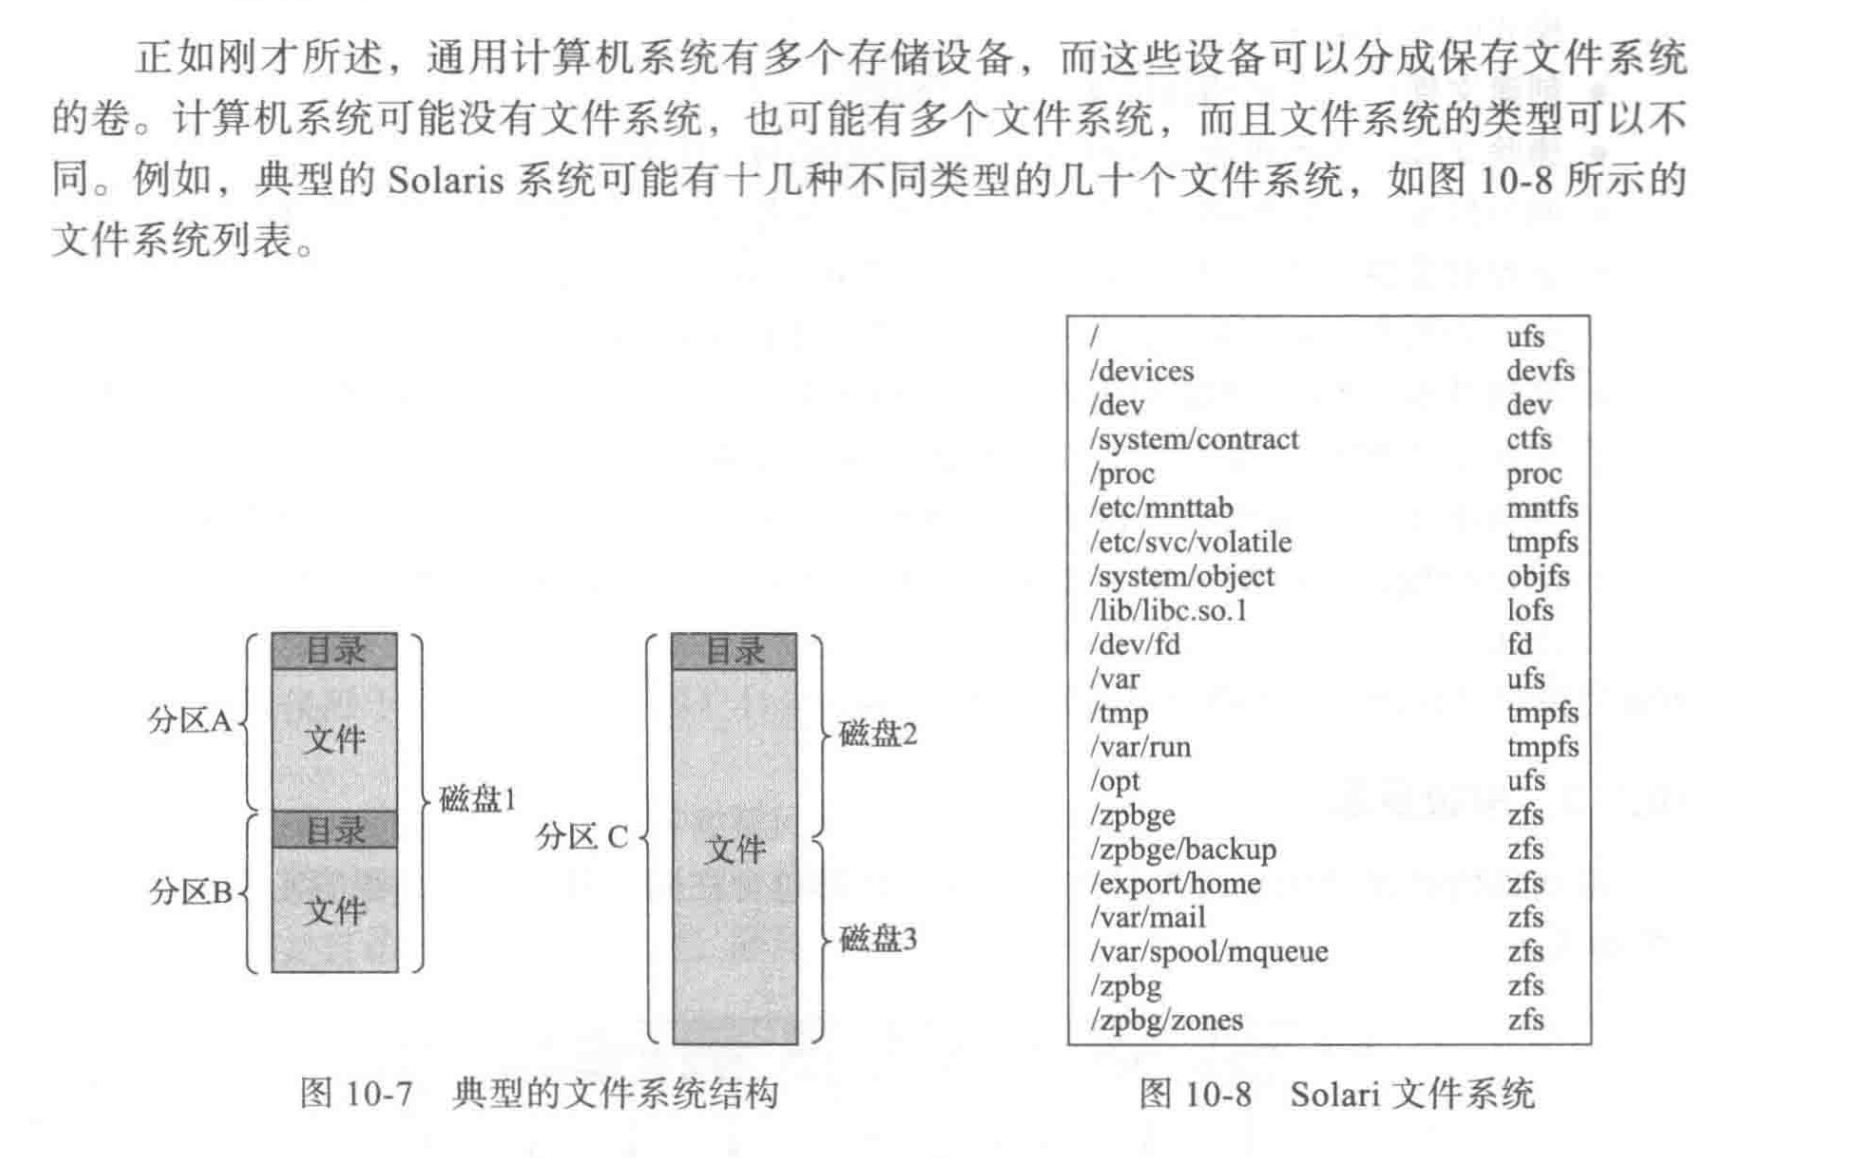 正如刚才所述，通用计算机系统有多个存储设备，而这些设备可以分成保存文件系统
的卷。计算机系统可能没有文件系统，也可能有多个文件系统，而且文件系统的类型可以不
同。例如，典型的 Solaris 系统可能有十几种不同类型的几十个文件系统，如图 10-8 所示的
文件系统列表。
目录
文件
分区A
目录
文件
分区B
磁盘1
目录
文件
分区 C
磁盘2
磁盘3
图 10-7 典型的文件系统结构
/ ufs
/devices devfs
/dev dev
/system/contract ctfs
/proc proc
/etc/mnttab mntfs
/etc/svc/volatile tmpfs
/system/object objfs
/lib/libc.so.1 lofs
/dev/fd fd
/var ufs
/tmp tmpfs
/var/run tmpfs
/opt ufs
/zpbge zfs
/zpbge/backup zfs
/export/home zfs
/var/mail zfs
/var/spool/mqueue zfs
/zpbg zfs
/zpbg/zones zfs
图 10-8 Solari 文件系统